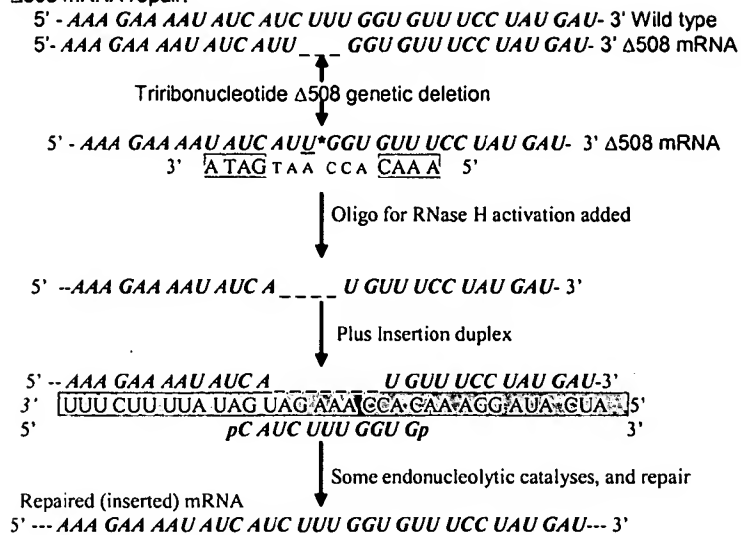 5' - AAA GAA AAU AUC AUC UUU GGU GUU UCC UAU GAU- 3' Wild type
5'- AAA GAA AAU AUC AUU _ _ _ GGU GUU UCC UAU GAU- 3' Δ508 mRNA
Triribonucleotide Δ508 genetic deletion
5' - AAA GAA AAU AUC AUU*GGU GUU UCC UAU GAU- 3' Δ508 mRNA
3' A TAG T A A C C A CAA A 5'
Oligo for RNase H activation added
5' --AAA GAA AAU AUC A _ _ _ _ U GUU UCC UAU GAU- 3'
Plus Insertion duplex
5' -- AAA GAA AAU AUC A U GUU UCC UAU GAU-3'
3' UUU CUU UUA UAG UAG AAA CCA CAA AGG AUA CUA-- 5'
5' pC AUC UUU GGU Gp 3'
Some endonucleolytic catalyses, and repair
Repaired (inserted) mRNA
5' --- AAA GAA AAU AUC AUC UUU GGU GUU UCC UAU GAU--- 3'